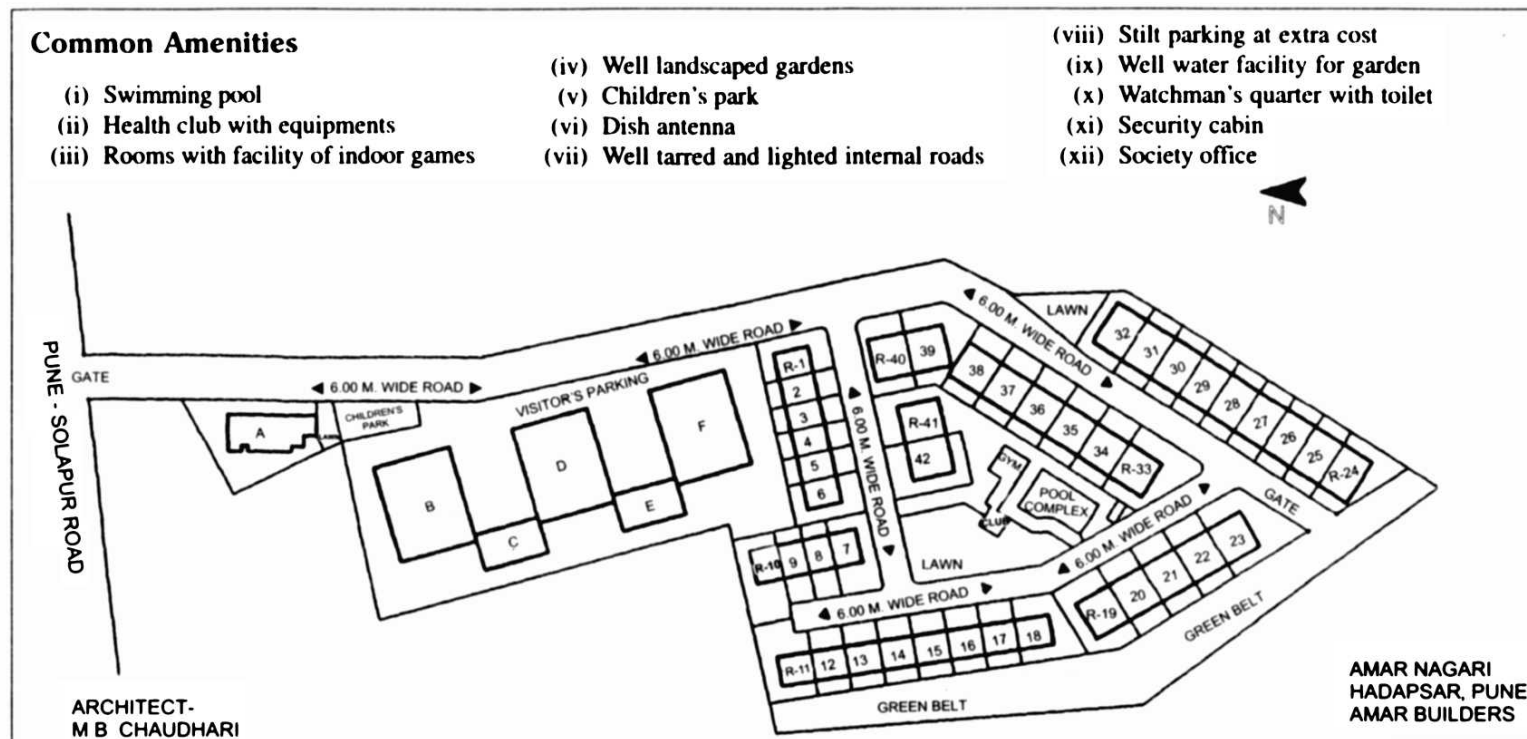 Common Amenities
(i) Swimming pool
(ii) Health club with equipments
(iii) Rooms with facility of indoor games
(iv) Well landscaped gardens
(v) Children's park
(vi) Dish antenna
(vii) Well tarred and lighted internal roads
(viii) Stilt parking at extra cost
(ix) Well water facility for garden
(x) Watchman's quarter with toilet
(xi) Security cabin
(xii) Society office
N
PUNE - SOLAPUR ROAD
GATE
6.00 M. WIDE ROAD
A
LAWN
CHILDREN'S
PARK
VISITOR'S PARKING
6.00 M. WIDE ROAD
B
C
D
E
F
R-1
2
3
4
5
6
R-10
9
8
7
6.00 M. WIDE ROAD
R-40
39
R-41
42
6.00 M. WIDE ROAD
LAWN
32
31
30
29
28
27
26
25
R-24
38
37
36
35
34
R-33
GYM
POOL
COMPLEX
CLUB
LAWN
6.00 M. WIDE ROAD
GATE
6.00 M. WIDE ROAD
R-11
12
13
14
15
16
17
18
R-19
20
21
22
23
GREEN BELT
GREEN BELT
ARCHITECT-
M B CHAUDHARI
AMAR NAGARI
HADAPSAR, PUNE
AMAR BUILDERS